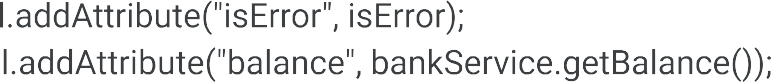 l.addAttribute("isError", isError);
l.addAttribute("balance", bankService.getBalance());